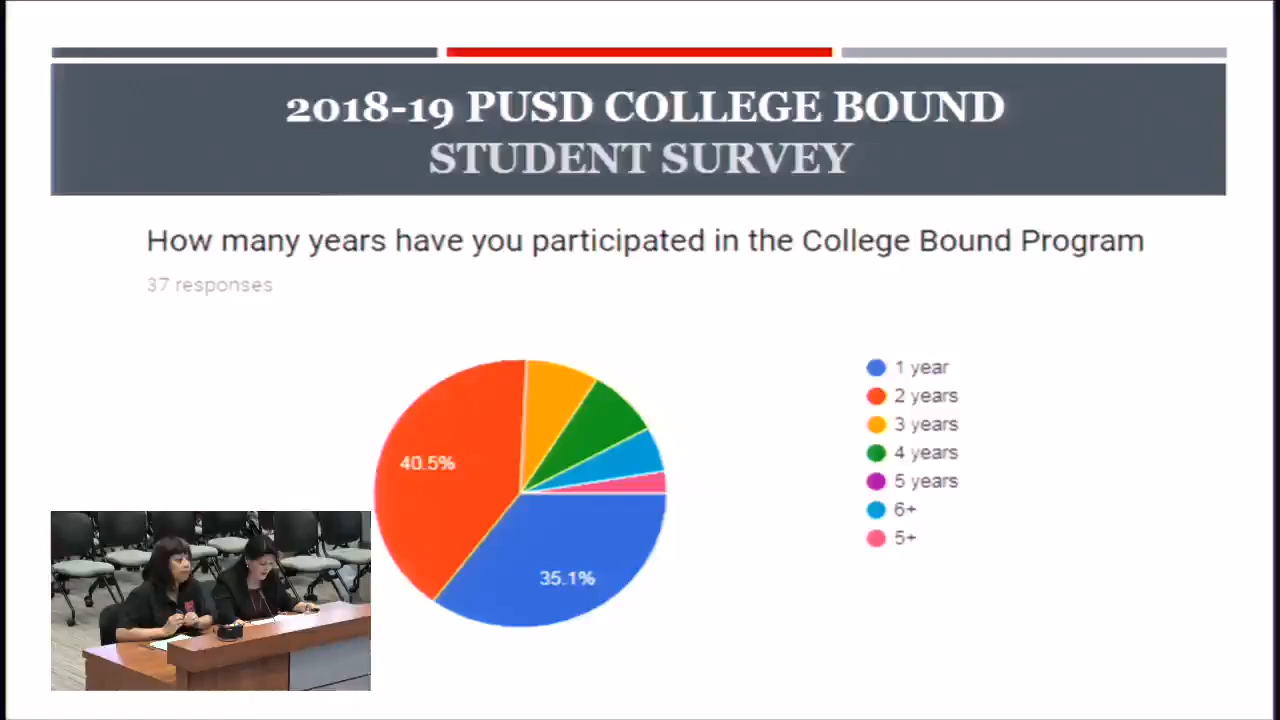 2018-19 PUSD COLLEGE BOUND
STUDENT SURVEY
How many years have you participated in the College Bound Program
37 responses
40.5%
35.1%
1 year
2 years
3 years
4 years
5 years
6+
5+